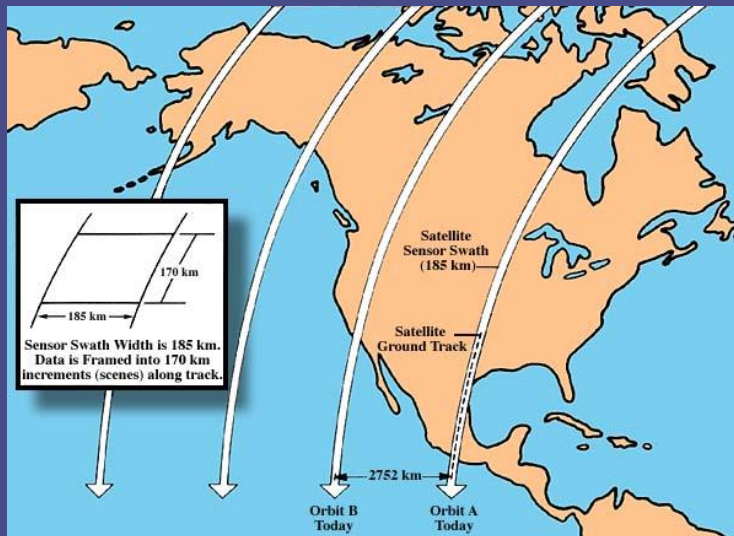 Satellite
Sensor Swath
(185 km)
170 km
185 km
Sensor Swath Width is 185 km.
Data is Framed into 170 km
increments (scenes) along track.
Satellite
Ground Track
2752 km
Orbit B
Today
Orbit A
Today